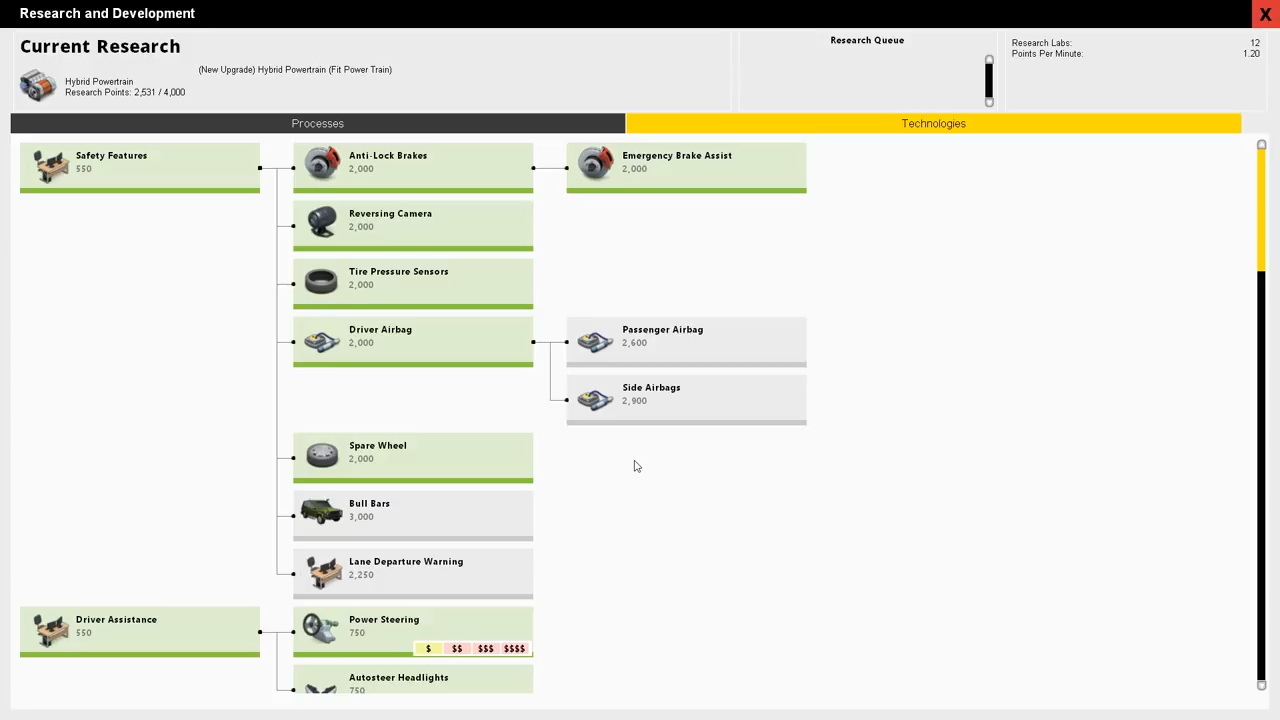 Research and Development
X
Current Research
(New Upgrade) Hybrid Powertrain (Fit Power Train)
Hybrid Powertrain
Research Points: 2,531 / 4,000
Research Queue
Research Labs: 12
Points Per Minute: 1.20
Processes
Technologies
Safety Features
550
Anti-Lock Brakes
2,000
Emergency Brake Assist
2,000
Reversing Camera
2,000
Tire Pressure Sensors
2,000
Driver Airbag
2,000
Passenger Airbag
2,600
Side Airbags
2,900
Spare Wheel
2,000
Bull Bars
3,000
Lane Departure Warning
2,250
Driver Assistance
550
Power Steering
750
$ $$ $$$ $$$$
Autosteer Headlights
750